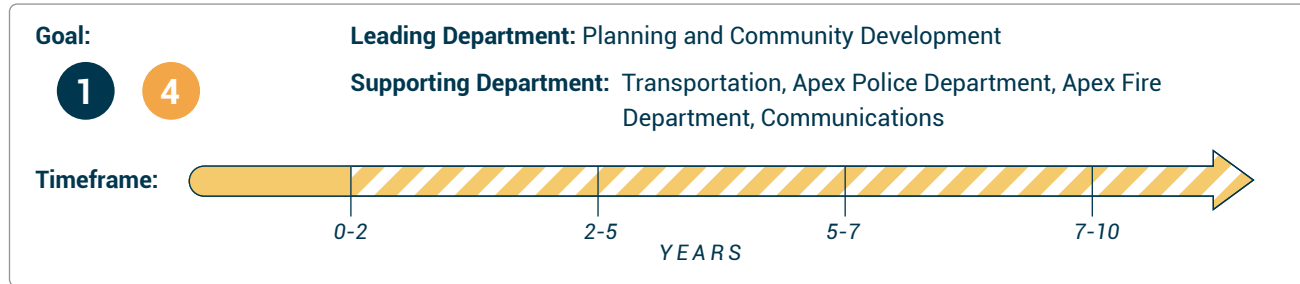 Goal:
Leading Department: Planning and Community Development
1 4
Supporting Department: Transportation, Apex Police Department, Apex Fire
Department, Communications
Timeframe:
0-2 2-5 5-7 7-10
YEARS